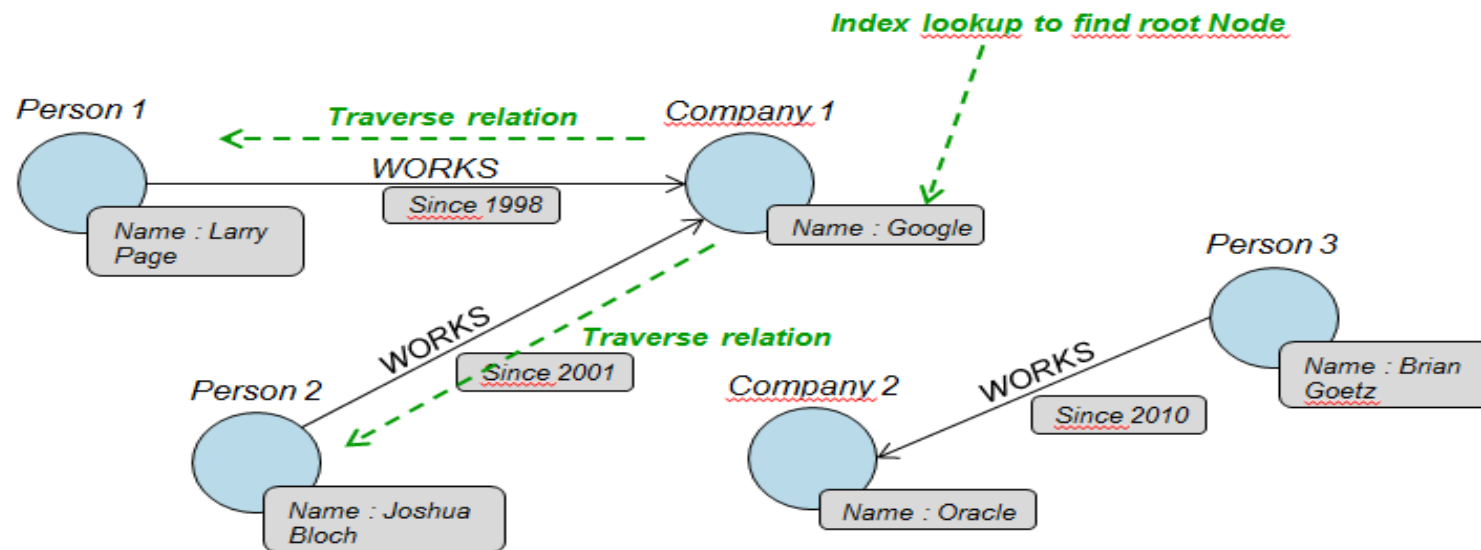 Index lookup to find root Node
Person 1
Traverse relation
Company 1
WORKS
Since 1998
Name : Larry
Page
Name : Google
Person 3
WORKS
Traverse relation
Since 2001
Person 2
Company 2
WORKS
Name : Brian
Goetz
Since 2010
Name : Joshua
Bloch
Name : Oracle